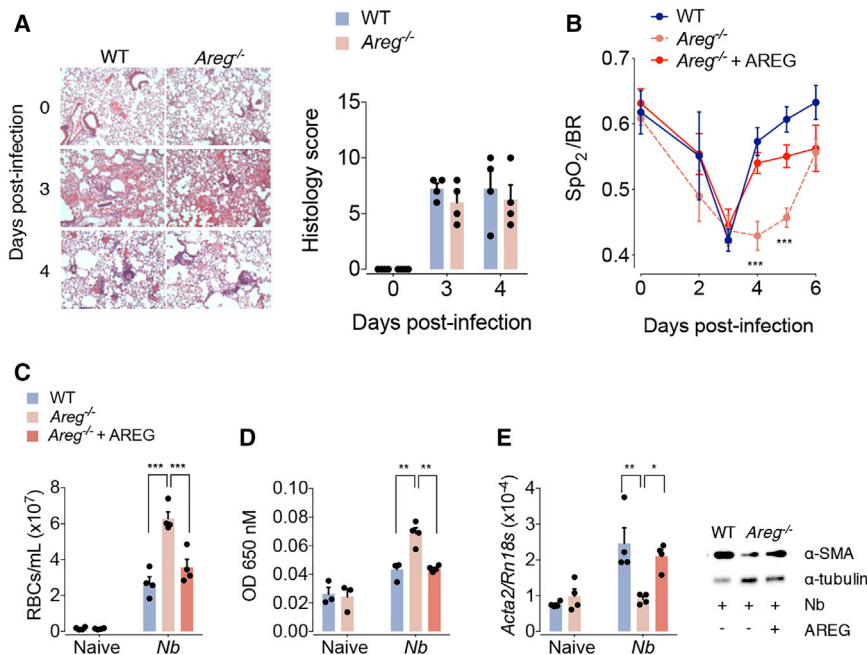 A
WT Areg-/-
Days post-infection
0
3
4
WT
Areg-/-
Histology score
15
10
5
0
0 3 4
Days post-infection
B
WT
Areg-/-
Areg-/- + AREG
SpO2/BR
0.7
0.6
0.5
0.4
*** ***
0 2 4 6
Days post-infection
C
WT
Areg-/-
Areg-/- + AREG
RBCs/mL (x10^7)
8
6
4
2
0
*** ***
Naive Nb
D
OD 650 nM
0.10
0.08
0.06
0.04
0.02
0.00
** **
Naive Nb
E
Acta2/Rn18s (x10^-4)
4
3
2
1
0
** *
Naive Nb
WT Areg-/-
α-SMA
α-tubulin
+ + + Nb
- - + AREG